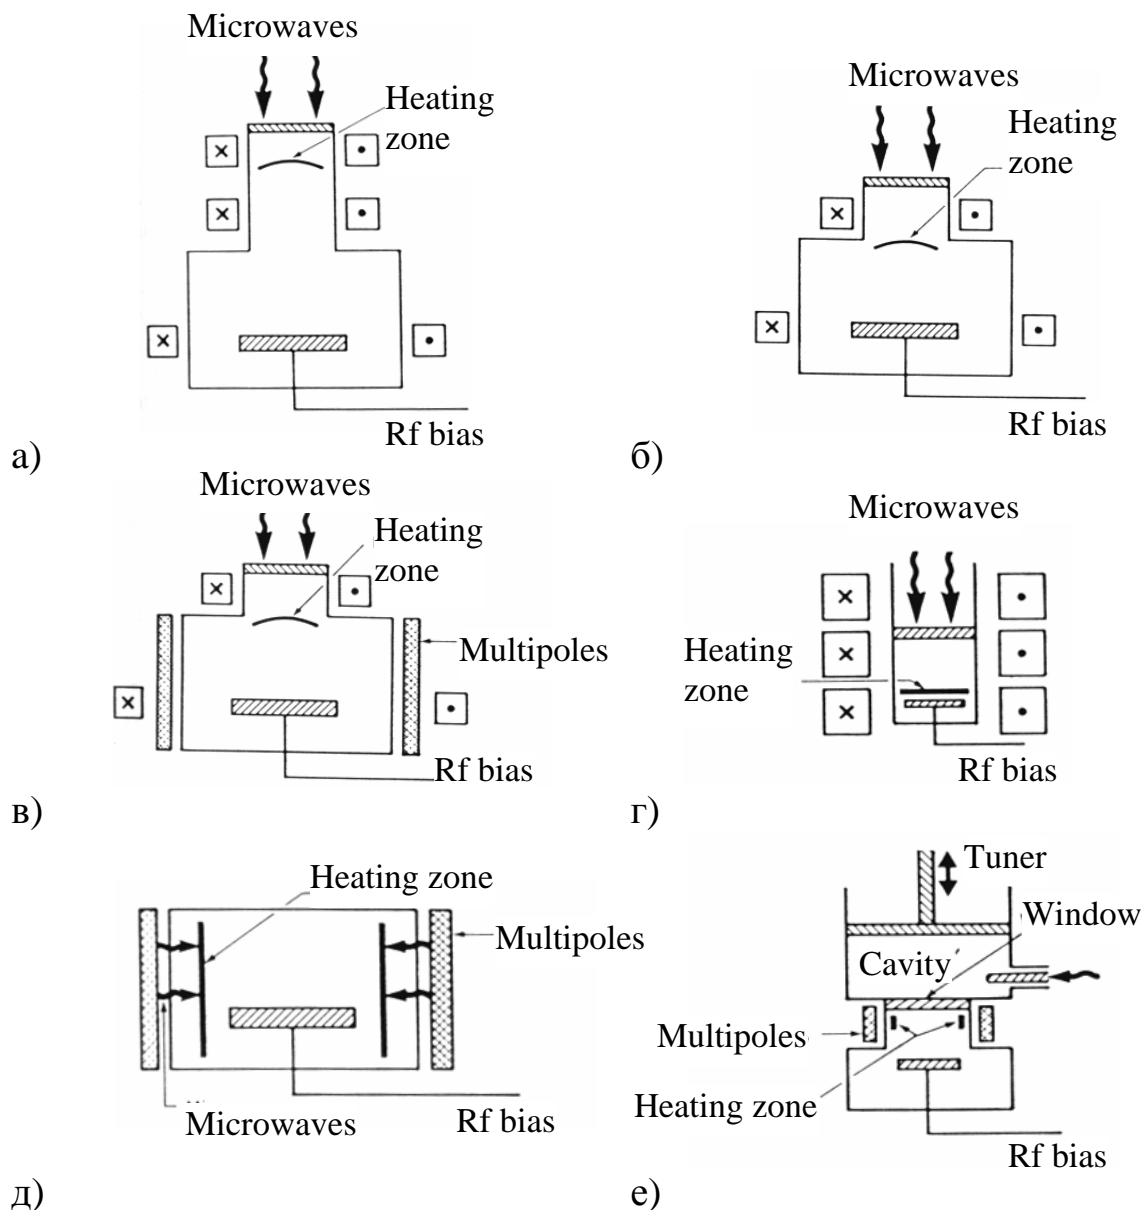 Microwaves
Heating
zone
Rf bias
а)
Microwaves
Heating
zone
Rf bias
б)
Microwaves
Heating
zone
Multipoles
Rf bias
в)
Microwaves
Heating
zone
Rf bias
г)
Heating zone
Multipoles
Microwaves
Rf bias
д)
Tuner
Window
Cavity
Multipoles
Heating zone
Rf bias
е)